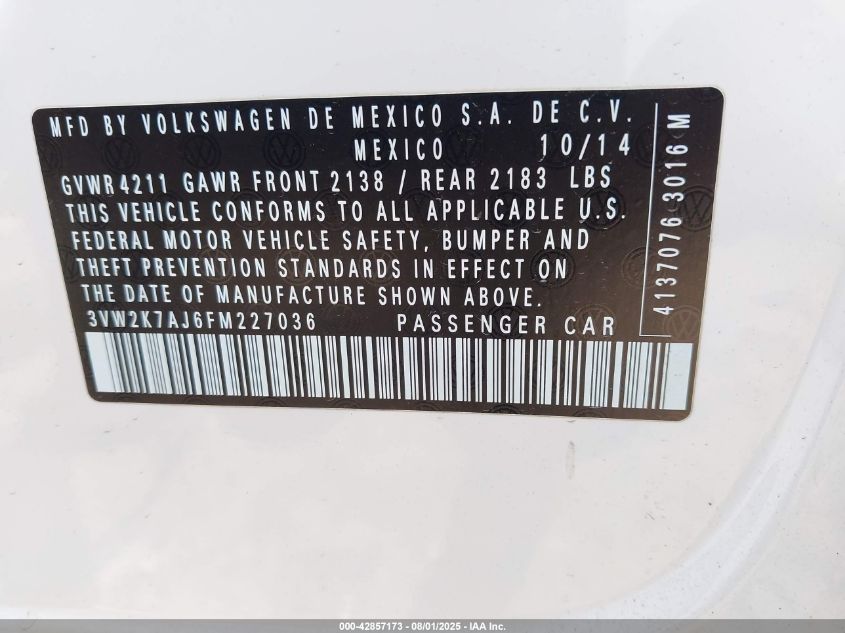 MFD BY VOLKSWAGEN DE MEXICO S.A. DE C.V.
MEXICO 10/14
GVWR 4211 GAWR FRONT 2138 / REAR 2183 LBS
THIS VEHICLE CONFORMS TO ALL APPLICABLE U.S.
FEDERAL MOTOR VEHICLE SAFETY, BUMPER AND
THEFT PREVENTION STANDARDS IN EFFECT ON
THE DATE OF MANUFACTURE SHOWN ABOVE.
3VW2K7AJ6FM227036 PASSENGER CAR
4137076 3016 M
000-42857173 - 08/01/2025 - IAA Inc.